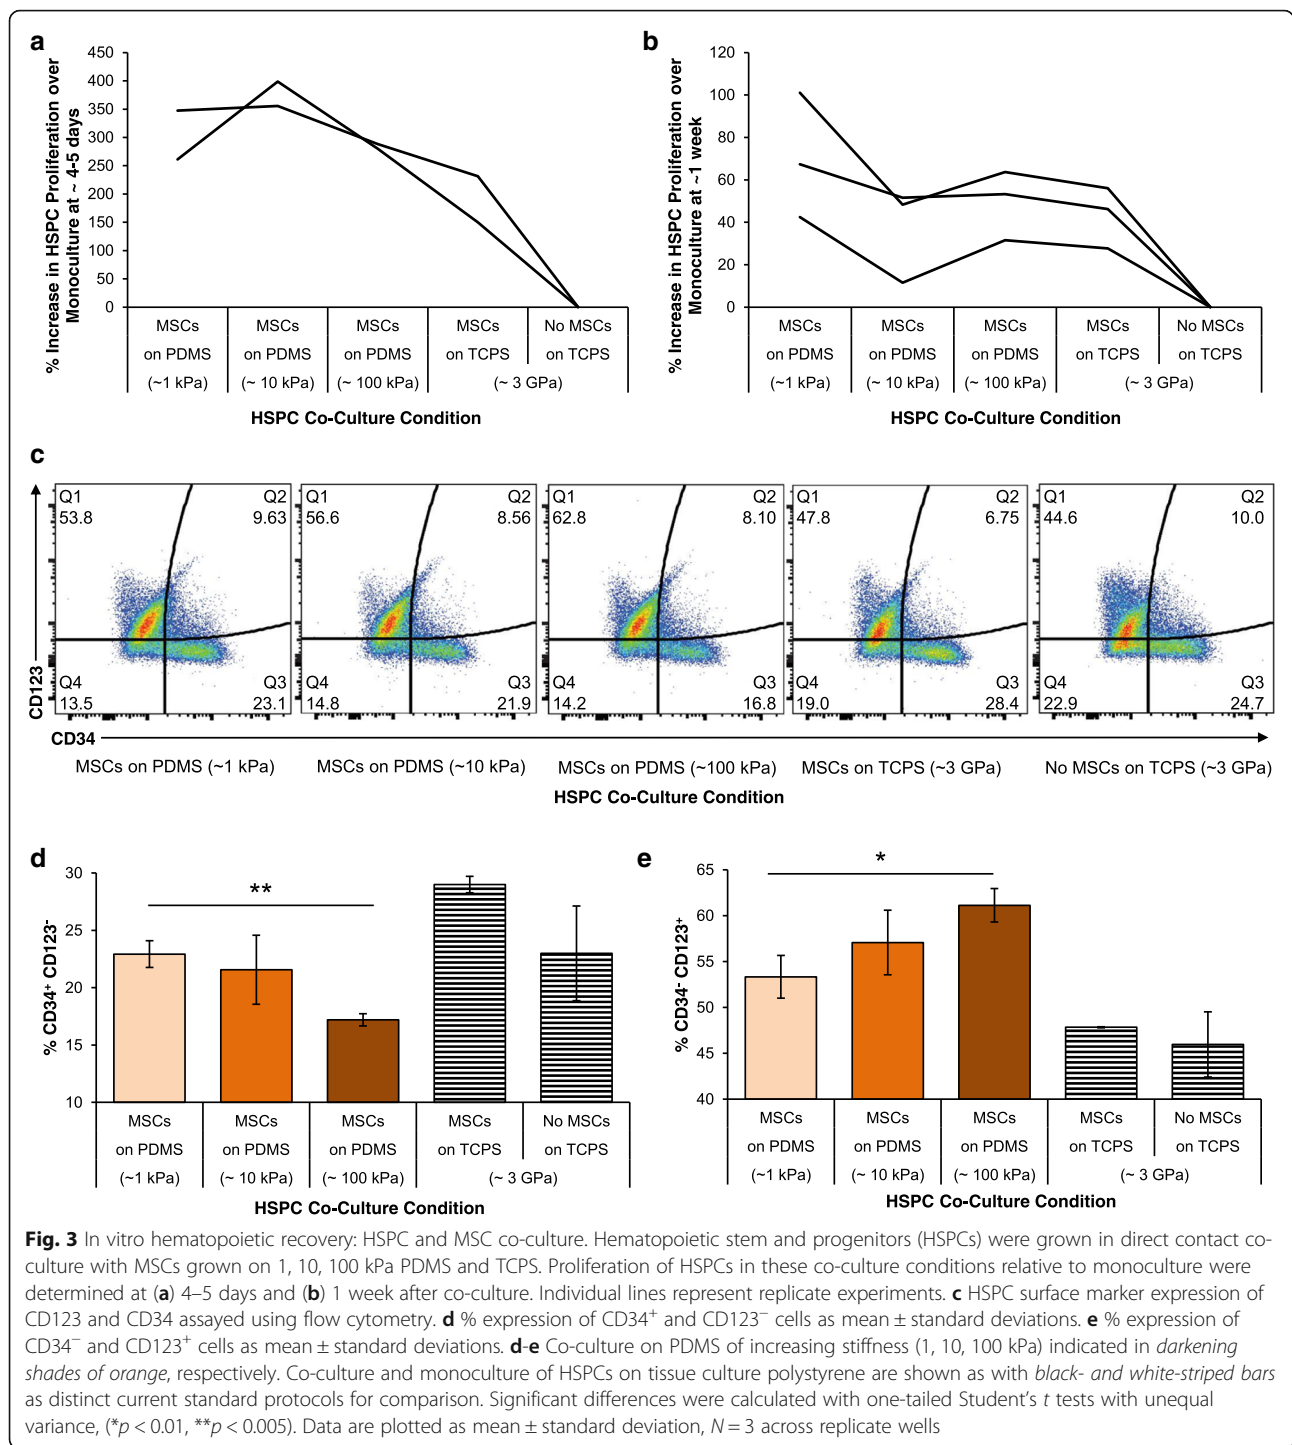 a
% Increase in HSPC Proliferation over
Monoculture at ~ 4-5 days
450
400
350
300
250
200
150
100
50
0
MSCs MSCs MSCs MSCs No MSCs
on PDMS on PDMS on PDMS on TCPS on TCPS
(~1 kPa) (~ 10 kPa) (~ 100 kPa) (~ 3 GPa)
HSPC Co-Culture Condition
b
% Increase in HSPC Proliferation over
Monoculture at ~1 week
120
100
80
60
40
20
0
MSCs MSCs MSCs MSCs No MSCs
on PDMS on PDMS on PDMS on TCPS on TCPS
(~1 kPa) (~ 10 kPa) (~ 100 kPa) (~ 3 GPa)
HSPC Co-Culture Condition
c
CD123
Q1 Q2 Q1 Q2 Q1 Q2 Q1 Q2 Q1 Q2
53.8 9.63 56.6 8.56 62.8 8.10 47.8 6.75 44.6 10.0
Q4 Q3 Q4 Q3 Q4 Q3 Q4 Q3 Q4 Q3
13.5 23.1 14.8 21.9 14.2 16.8 19.0 28.4 22.9 24.7
CD34
MSCs on PDMS (~1 kPa) MSCs on PDMS (~10 kPa) MSCs on PDMS (~100 kPa) MSCs on TCPS (~3 GPa) No MSCs on TCPS (~3 GPa)
HSPC Co-Culture Condition
d
% CD34+ CD123-
30
25
20
15
10
**
MSCs MSCs MSCs MSCs No MSCs
on PDMS on PDMS on PDMS on TCPS on TCPS
(~1 kPa) (~ 10 kPa) (~ 100 kPa) (~ 3 GPa)
HSPC Co-Culture Condition
e
% CD34- CD123+
65
60
55
50
45
40
*
MSCs MSCs MSCs MSCs No MSCs
on PDMS on PDMS on PDMS on TCPS on TCPS
(~1 kPa) (~ 10 kPa) (~ 100 kPa) (~ 3 GPa)
HSPC Co-Culture Condition
Fig. 3 In vitro hematopoietic recovery: HSPC and MSC co-culture. Hematopoietic stem and progenitors (HSPCs) were grown in direct contact co-
culture with MSCs grown on 1, 10, 100 kPa PDMS and TCPS. Proliferation of HSPCs in these co-culture conditions relative to monoculture were
determined at (a) 4–5 days and (b) 1 week after co-culture. Individual lines represent replicate experiments. c HSPC surface marker expression of
CD123 and CD34 assayed using flow cytometry. d % expression of CD34+ and CD123− cells as mean ± standard deviations. e % expression of
CD34− and CD123+ cells as mean ± standard deviations. d-e Co-culture on PDMS of increasing stiffness (1, 10, 100 kPa) indicated in darkening
shades of orange, respectively. Co-culture and monoculture of HSPCs on tissue culture polystyrene are shown as with black- and white-striped bars
as distinct current standard protocols for comparison. Significant differences were calculated with one-tailed Student's t tests with unequal
variance, (*p < 0.01, **p < 0.005). Data are plotted as mean ± standard deviation, N = 3 across replicate wells